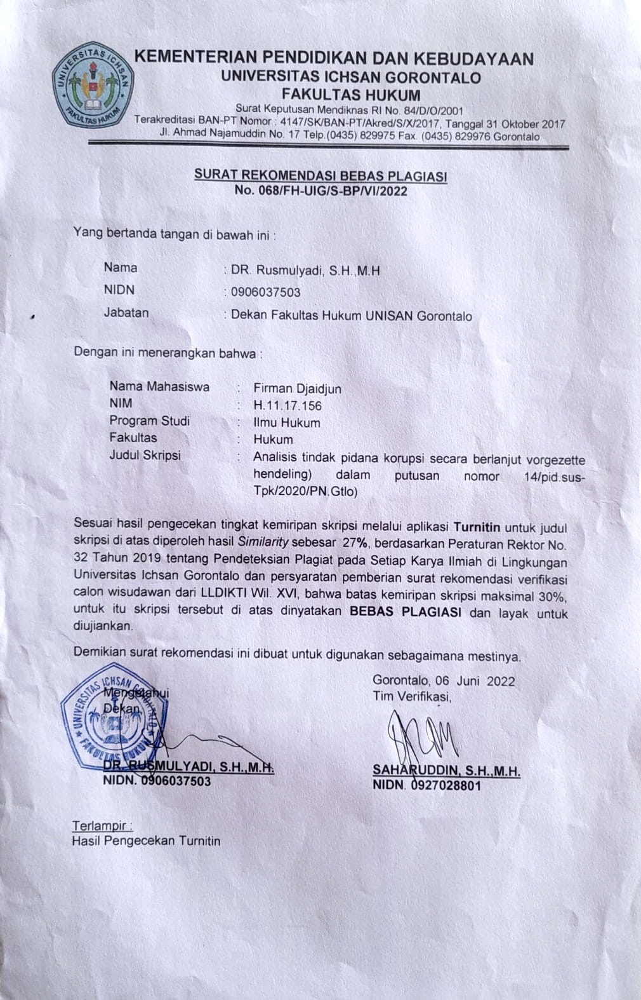 UNIVERSITAS ICHSAN
FAKULTAS HUKUM
KEMENTERIAN PENDIDIKAN DAN KEBUDAYAAN
UNIVERSITAS ICHSAN GORONTALO
FAKULTAS HUKUM
Surat Keputusan Mendiknas RI No. 84/D/O/2001
Terakreditasi BAN-PT Nomor : 4147/SK/BAN-PT/Akred/S/X/2017, Tanggal 31 Oktober 2017
Jl. Ahmad Najamuddin No. 17 Telp.(0435) 829975 Fax. (0435) 829976 Gorontalo
SURAT REKOMENDASI BEBAS PLAGIASI
No. 068/FH-UIG/S-BP/VI/2022
Yang bertanda tangan di bawah ini :
Nama : DR. Rusmulyadi, S.H.,M.H
NIDN : 0906037503
Jabatan : Dekan Fakultas Hukum UNISAN Gorontalo
Dengan ini menerangkan bahwa :
Nama Mahasiswa : Firman Djaidjun
NIM : H.11.17.156
Program Studi : Ilmu Hukum
Fakultas : Hukum
Judul Skripsi : Analisis tindak pidana korupsi secara berlanjut vorgezette
hendeling) dalam putusan nomor 14/pid.sus-
Tpk/2020/PN.Gtlo)
Sesuai hasil pengecekan tingkat kemiripan skripsi melalui aplikasi Turnitin untuk judul
skripsi di atas diperoleh hasil Similarity sebesar 27%, berdasarkan Peraturan Rektor No.
32 Tahun 2019 tentang Pendeteksian Plagiat pada Setiap Karya Ilmiah di Lingkungan
Universitas Ichsan Gorontalo dan persyaratan pemberian surat rekomendasi verifikasi
calon wisudawan dari LLDIKTI Wil. XVI, bahwa batas kemiripan skripsi maksimal 30%,
untuk itu skripsi tersebut di atas dinyatakan BEBAS PLAGIASI dan layak untuk
diujiankan.
Demikian surat rekomendasi ini dibuat untuk digunakan sebagaimana mestinya.
Gorontalo, 06 Juni 2022
Tim Verifikasi,
Mengetahui
Dekan,
UNIVERSITAS ICHSAN GORONTALO
FAKULTAS HUKUM
DR. RUSMULYADI, S.H.,M.H.
NIDN. 0906037503
SAHARUDDIN, S.H.,M.H.
NIDN. 0927028801
Terlampir :
Hasil Pengecekan Turnitin